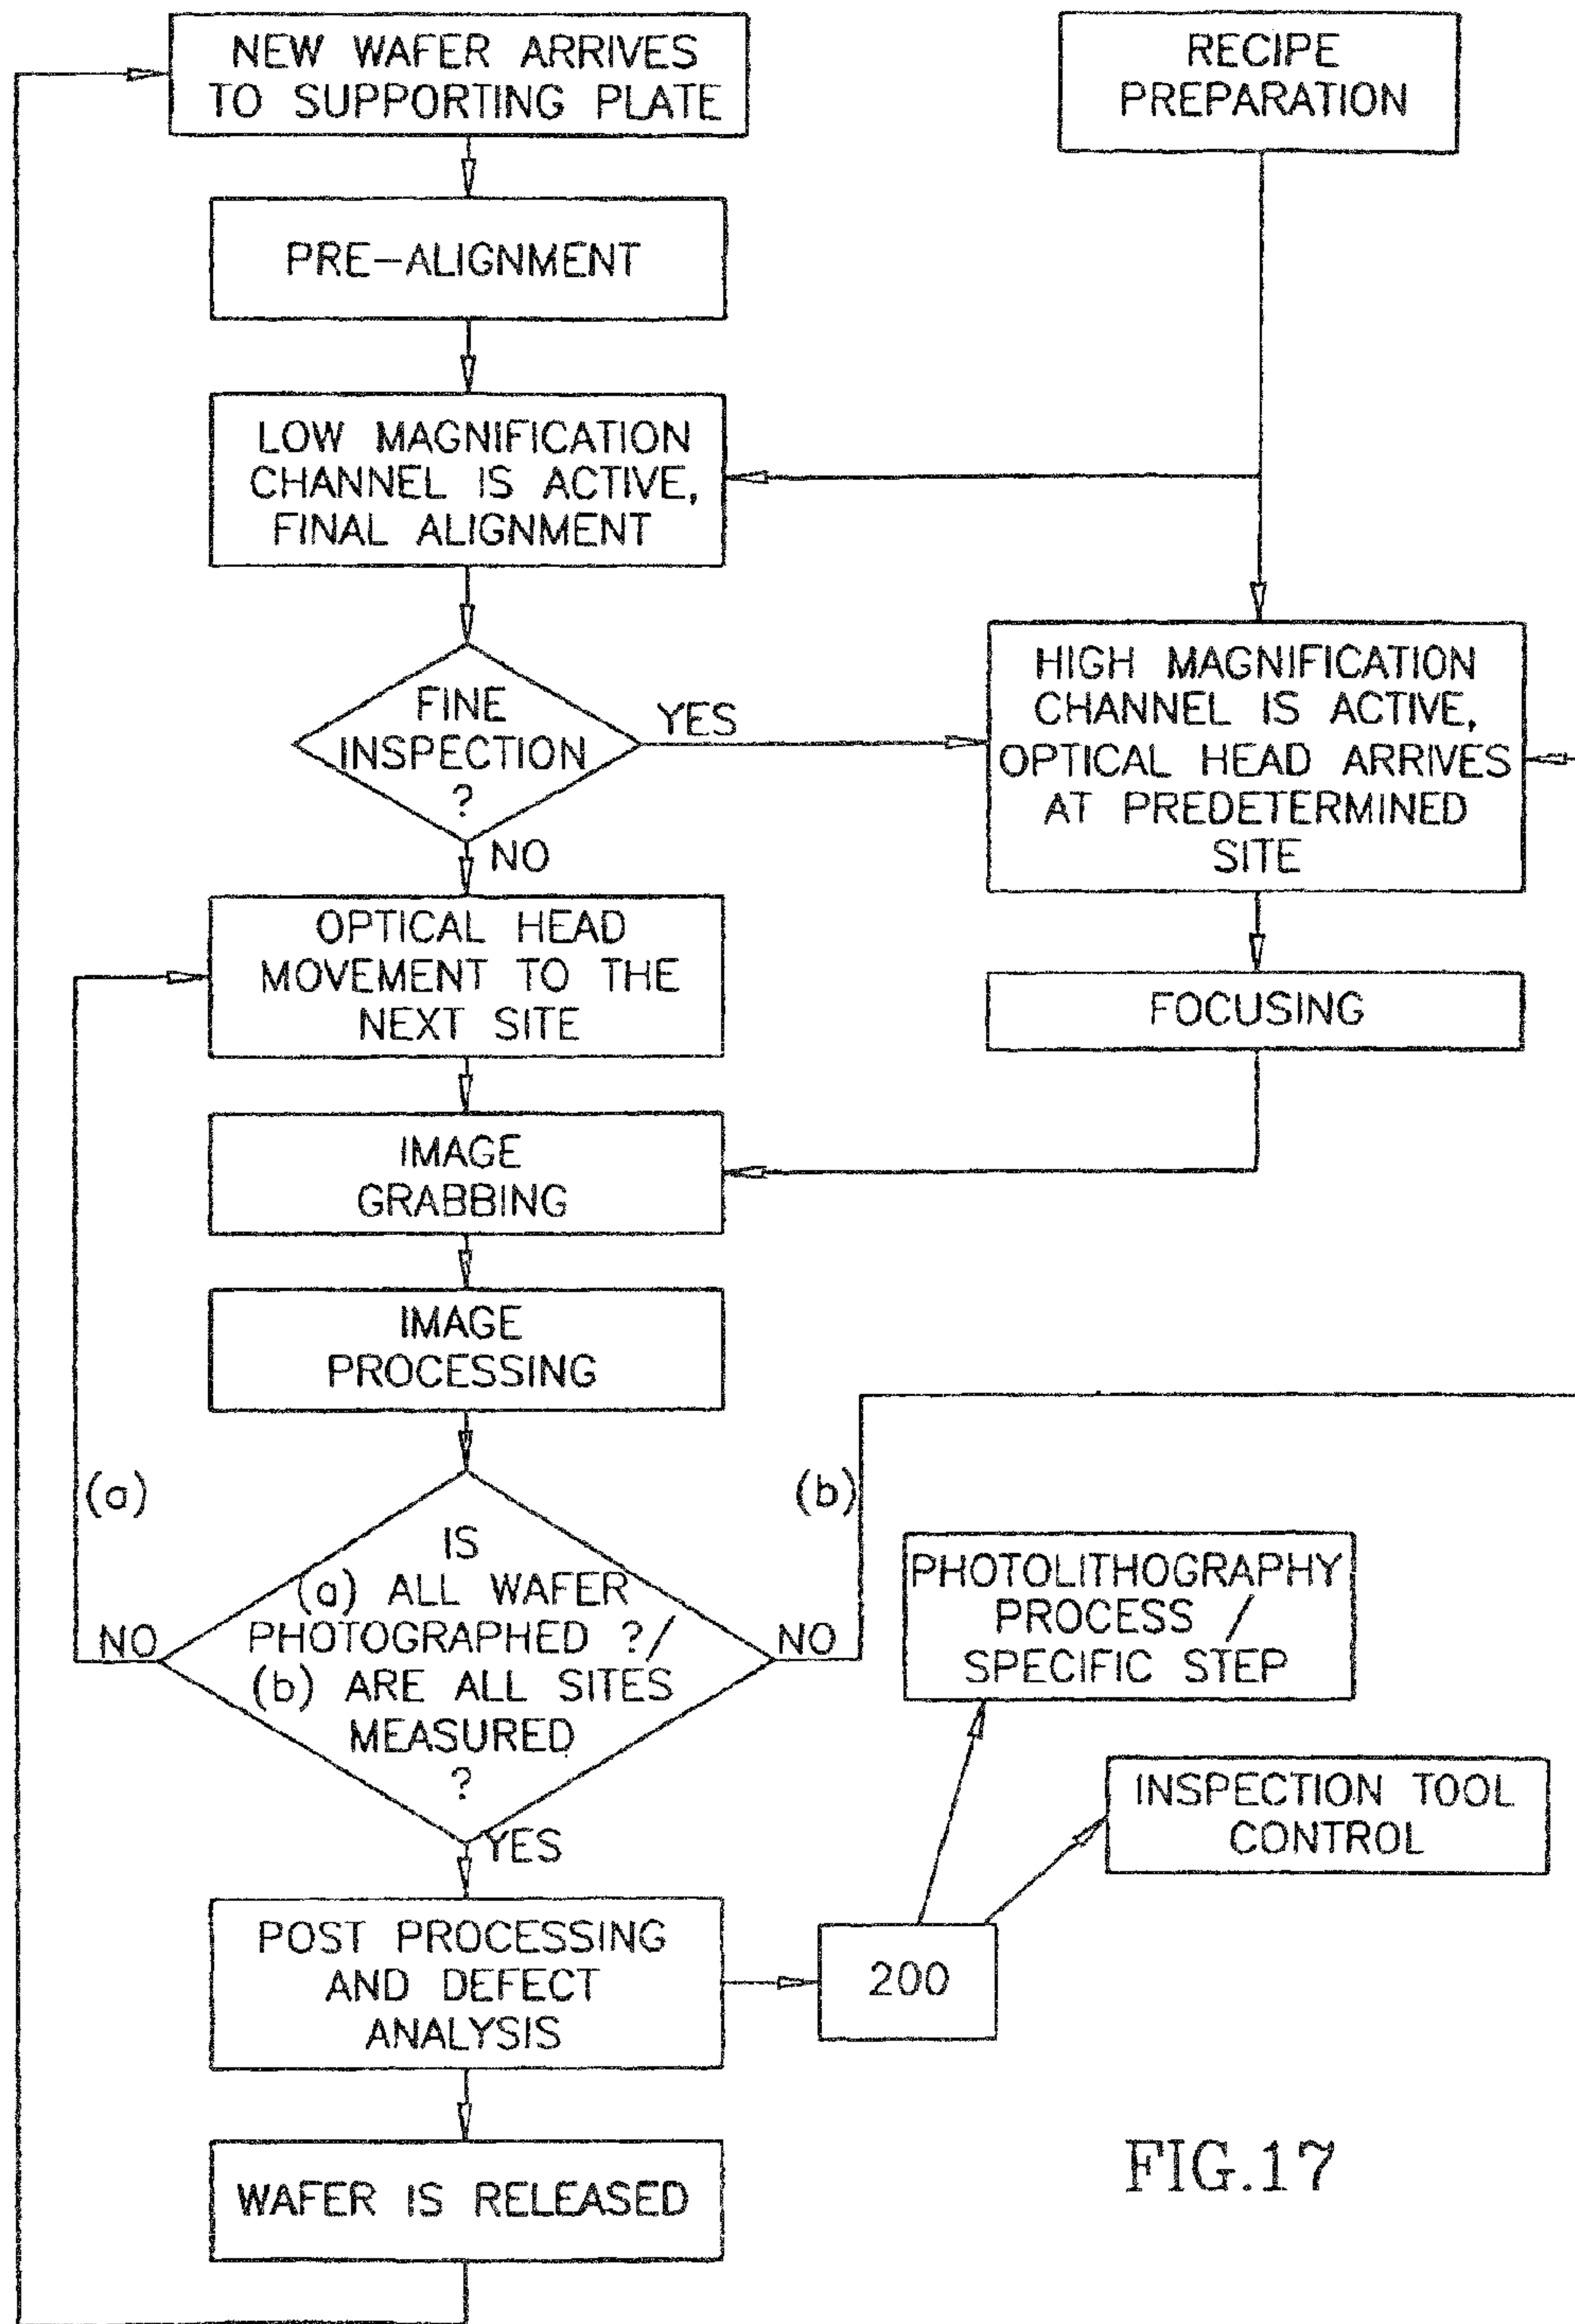 NEW WAFER ARRIVES
TO SUPPORTING PLATE
RECIPE
PREPARATION
PRE-ALIGNMENT
LOW MAGNIFICATION
CHANNEL IS ACTIVE,
FINAL ALIGNMENT
FINE
INSPECTION
?
YES
NO
HIGH MAGNIFICATION
CHANNEL IS ACTIVE,
OPTICAL HEAD ARRIVES
AT PREDETERMINED
SITE
OPTICAL HEAD
MOVEMENT TO THE
NEXT SITE
FOCUSING
IMAGE
GRABBING
IMAGE
PROCESSING
(a)
(b)
IS
(a) ALL WAFER
PHOTOGRAPHED ?/
(b) ARE ALL SITES
MEASURED
?
NO
NO
YES
PHOTOLITHOGRAPHY
PROCESS /
SPECIFIC STEP
INSPECTION TOOL
CONTROL
POST PROCESSING
AND DEFECT
ANALYSIS
200
WAFER IS RELEASED
FIG.17